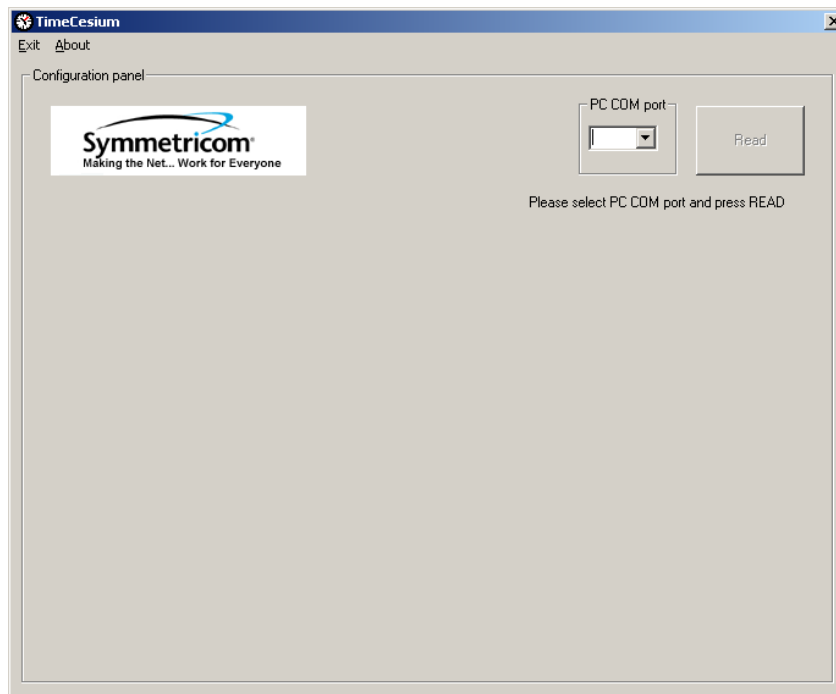 TimeCesium
Exit About
Configuration panel
Symmetricom
Making the Net... Work for Everyone
PC COM port
Read
Please select PC COM port and press READ